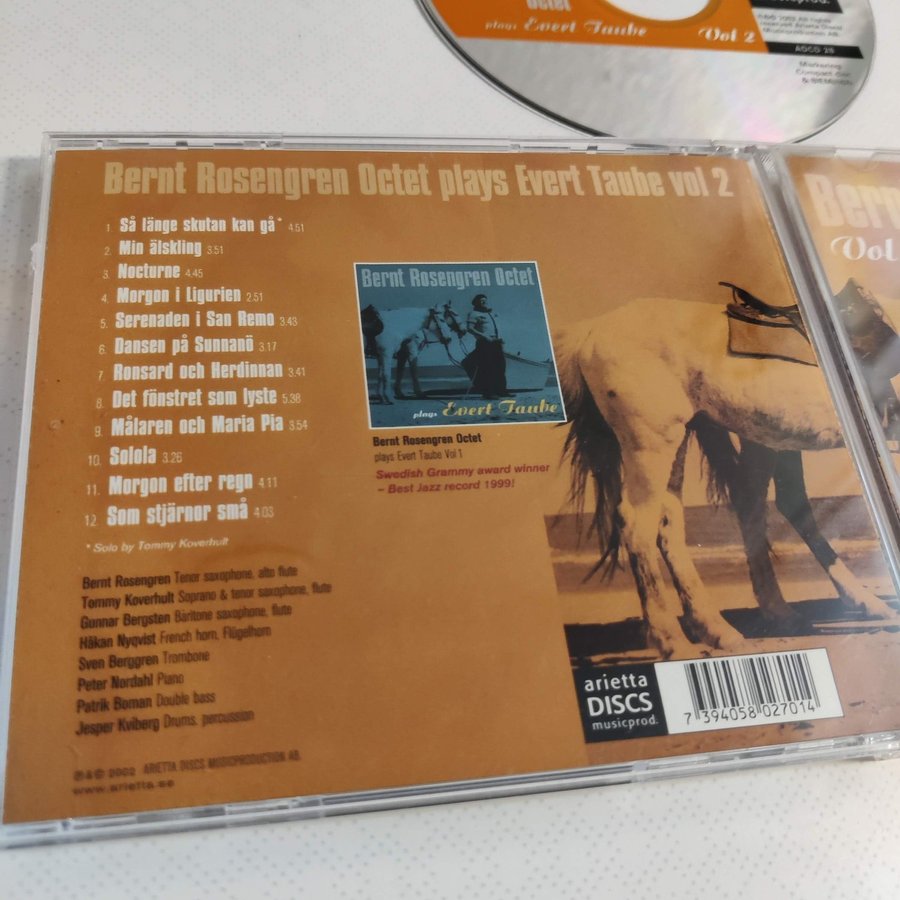 Octet
plays Evert Taube Vol 2
ADCD 28
Bernt Rosengren Octet plays Evert Taube vol 2
1. Så länge skutan kan gå* 4.51
2. Min älskling 3.51
3. Nocturne 4.45
4. Morgon i Ligurien 2.51
5. Serenaden i San Remo 3.43
6. Dansen på Sunnanö 3.17
7. Ronsard och Herdinnan 3.41
8. Det fönstret som lyste 5.38
9. Målaren och Maria Pia 3.54
10. Solola 3.26
11. Morgon efter regn 4.11
12. Som stjärnor små 4.03
* Solo by Tommy Koverhult
Bernt Rosengren Octet
plays Evert Taube
Bernt Rosengren Octet
plays Evert Taube Vol 1
Swedish Grammy award winner
– Best Jazz record 1999!
Bernt Rosengren Tenor saxophone, alto flute
Tommy Koverhult Soprano & tenor saxophone, flute
Gunnar Bergsten Baritone saxophone, flute
Håkan Nyqvist French horn, Flügelhorn
Sven Berggren Trombone
Peter Nordahl Piano
Patrik Boman Double bass
Jesper Kviberg Drums, percussion
℗&© 2002 ARIETTA DISCS MUSICPRODUCTION AB.
www.arietta.se
arietta
DISCS
musicprod.
7 394058 027014
Bern
Vol